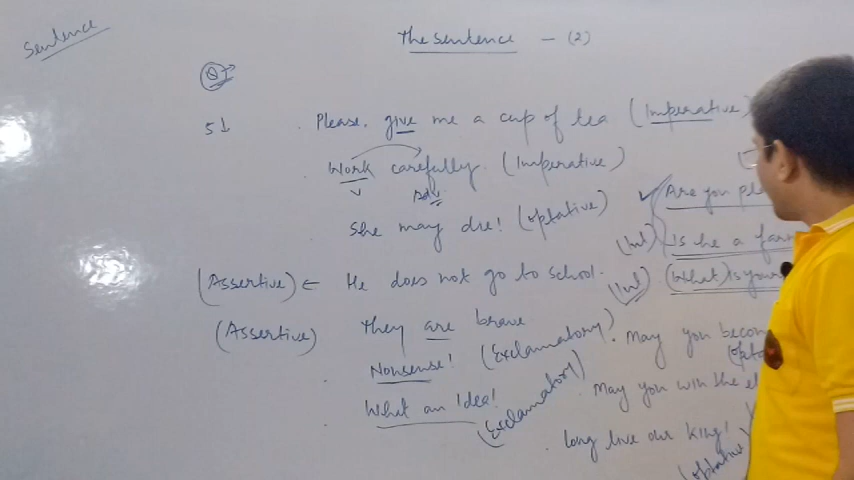 Sentence
The Sentence - (2)
Q→
51
Please, give me a cup of tea (Imperative)
Work carefully. (Imperative)
V Adv.
She may die! (Optative)
(Assertive) ← He does not go to school.
(Assertive) They are brave
Nonsense! (Exclamatory)
What an Idea! (Exclamatory)
Are you
(Int) Is he a
(Int) (What) is your
May you
May you win the
long live our king!
(Optative)